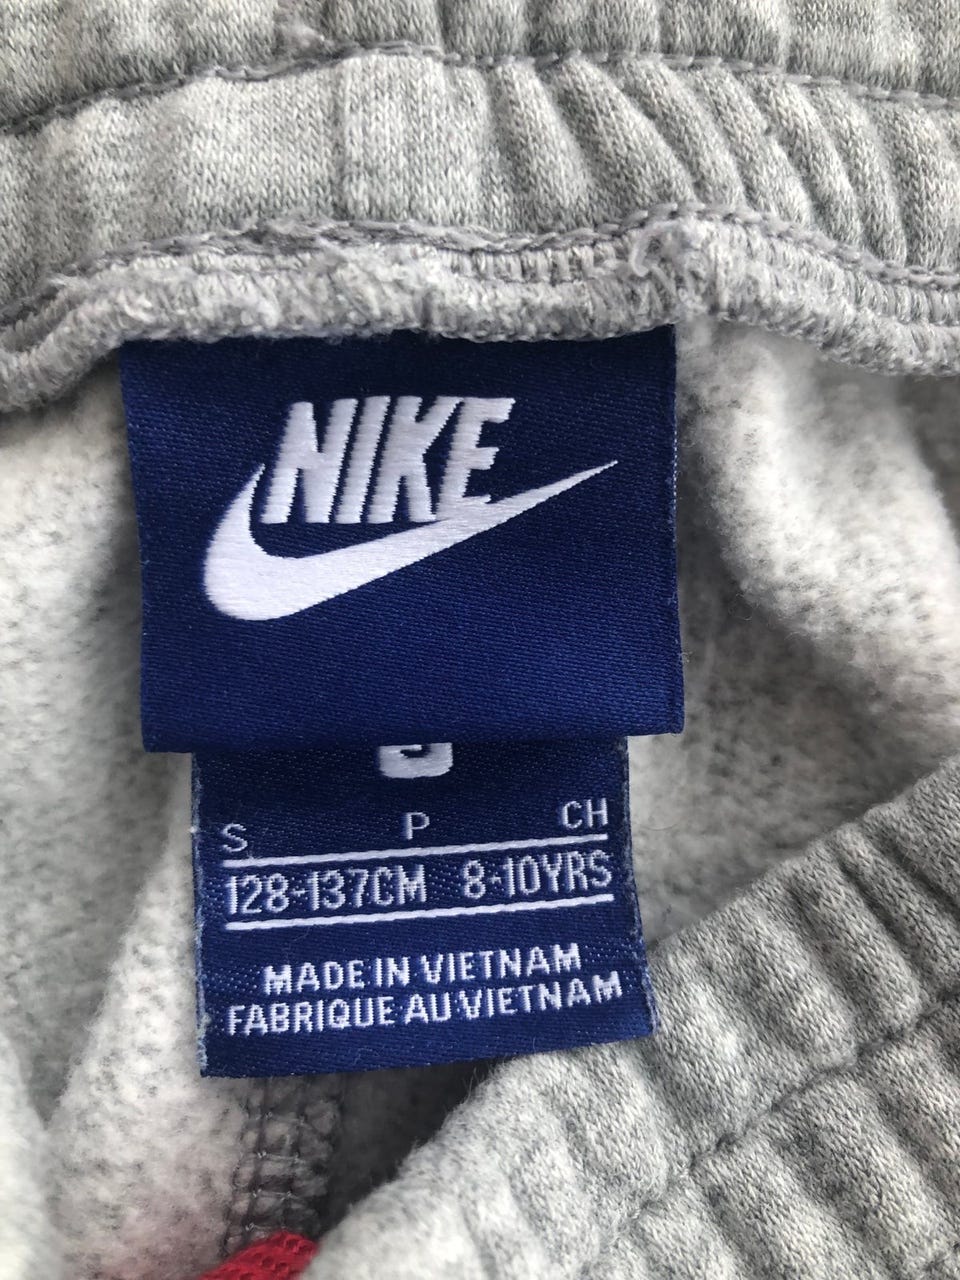 NIKE
S P CH
128-137CM 8-10YRS
MADE IN VIETNAM
FABRIQUE AU VIETNAM